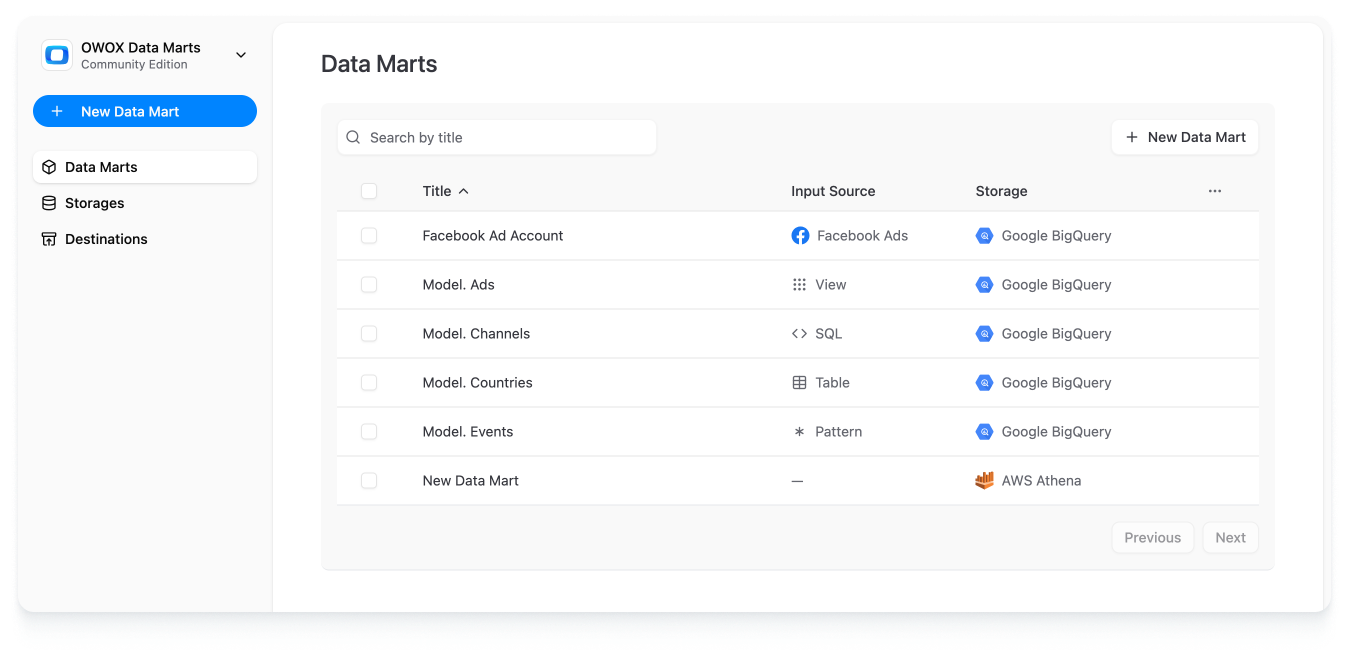 OWOX Data Marts
Community Edition
New Data Mart
Data Marts
Storages
Destinations
Data Marts
Search by title
New Data Mart
Title Input Source Storage
Facebook Ad Account Facebook Ads Google BigQuery
Model. Ads View Google BigQuery
Model. Channels SQL Google BigQuery
Model. Countries Table Google BigQuery
Model. Events Pattern Google BigQuery
New Data Mart — AWS Athena
Previous Next